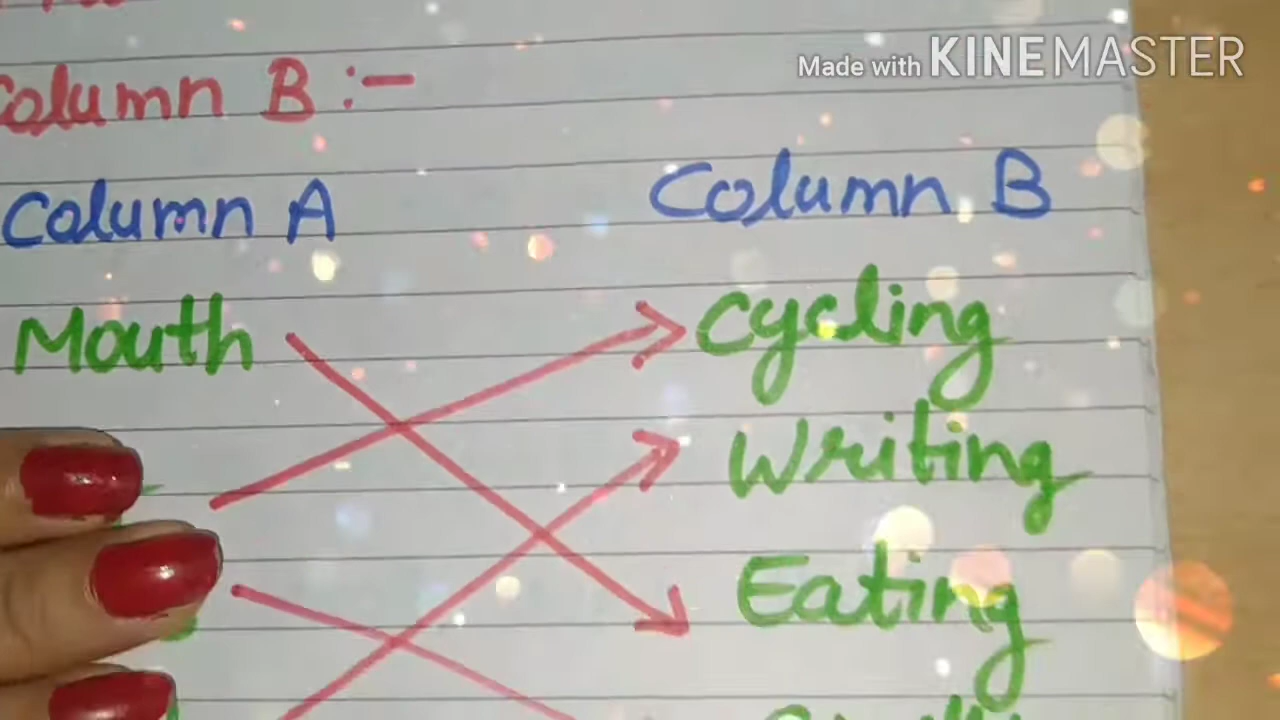 Made with KINEMASTER
Column B :-
Column A Column B
Mouth Cycling
Writing
Eating